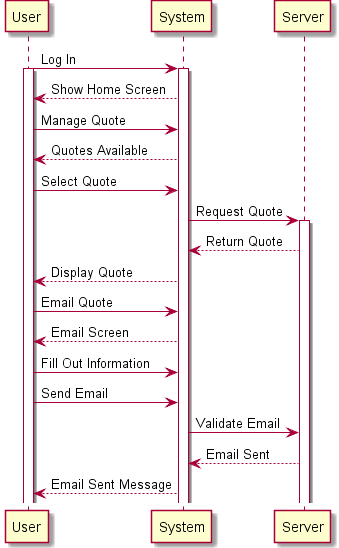 User System Server
Log In
Show Home Screen
Manage Quote
Quotes Available
Select Quote
Request Quote
Return Quote
Display Quote
Email Quote
Email Screen
Fill Out Information
Send Email
Validate Email
Email Sent
Email Sent Message
User System Server